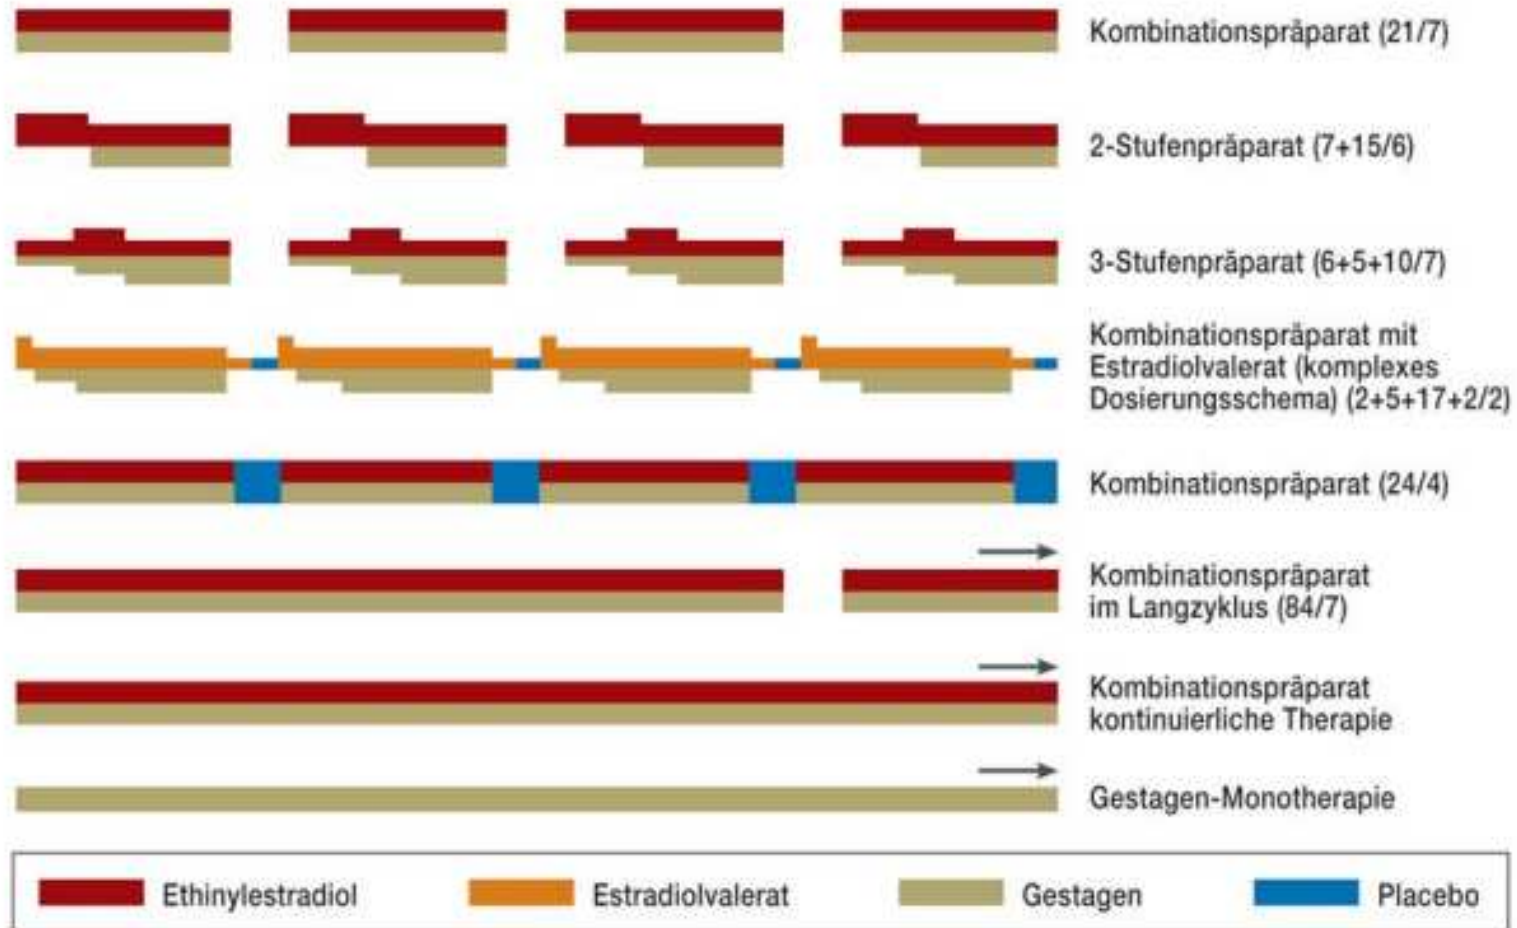 Kombinationspräparat (21/7)
2-Stufenpräparat (7+15/6)
3-Stufenpräparat (6+5+10/7)
Kombinationspräparat mit
Estradiolvalerat (komplexes
Dosierungsschema) (2+5+17+2/2)
Kombinationspräparat (24/4)
Kombinationspräparat
im Langzyklus (84/7)
Kombinationspräparat
kontinuierliche Therapie
Gestagen-Monotherapie
Ethinylestradiol Estradiolvalerat Gestagen Placebo